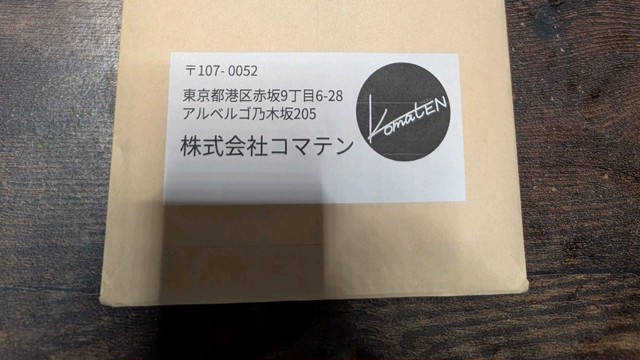 〒107- 0052
東京都港区赤坂9丁目6-28
アルベルゴ乃木坂205
株式会社コマテン
KomatEN